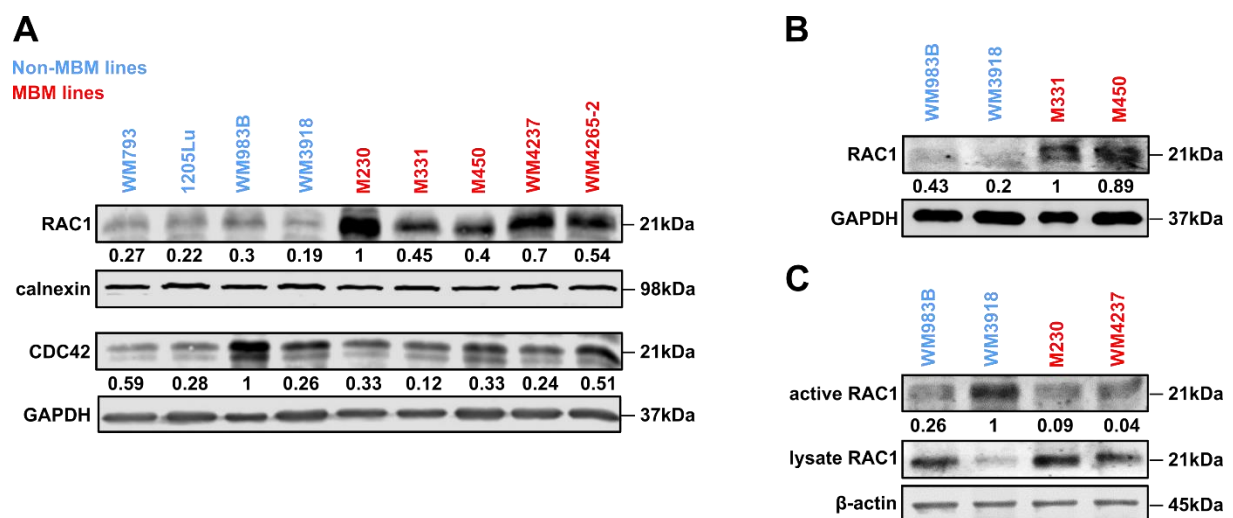 A
Non-MBM lines
MBM lines
WM793 1205Lu WM983B WM3918 M230 M331 M450 WM4237 WM4265-2
RAC1 21kDa
0.27 0.22 0.3 0.19 1 0.45 0.4 0.7 0.54
calnexin 98kDa
CDC42 21kDa
0.59 0.28 1 0.26 0.33 0.12 0.33 0.24 0.51
GAPDH 37kDa
B
WM983B WM3918 M331 M450
RAC1 21kDa
0.43 0.2 1 0.89
GAPDH 37kDa
C
WM983B WM3918 M230 WM4237
active RAC1 21kDa
0.26 1 0.09 0.04
lysate RAC1 21kDa
β-actin 45kDa